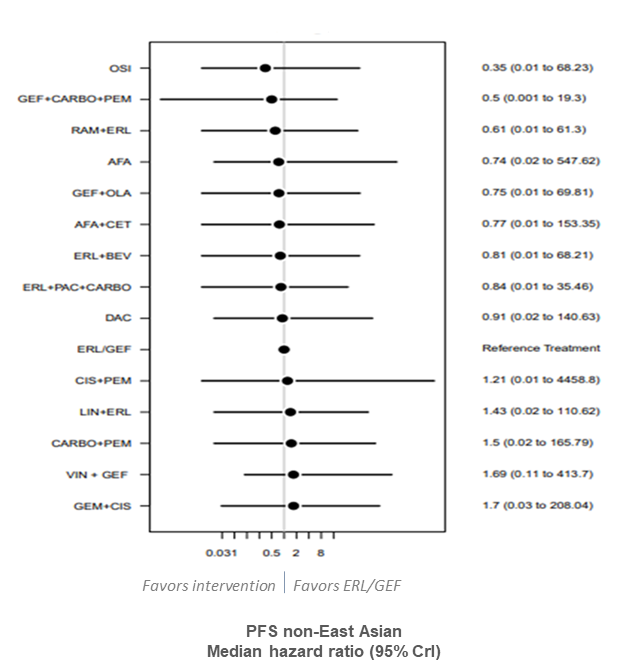 OSI 0.35 (0.01 to 68.23)
GEF+CARBO+PEM 0.5 (0.001 to 19.3)
RAM+ERL 0.61 (0.01 to 61.3)
AFA 0.74 (0.02 to 547.62)
GEF+OLA 0.75 (0.01 to 69.81)
AFA+CET 0.77 (0.01 to 153.35)
ERL+BEV 0.81 (0.01 to 68.21)
ERL+PAC+CARBO 0.84 (0.01 to 35.46)
DAC 0.91 (0.02 to 140.63)
ERL/GEF Reference Treatment
CIS+PEM 1.21 (0.01 to 4458.8)
LIN+ERL 1.43 (0.02 to 110.62)
CARBO+PEM 1.5 (0.02 to 165.79)
VIN + GEF 1.69 (0.11 to 413.7)
GEM+CIS 1.7 (0.03 to 208.04)
0.031 0.5 2 8
Favors intervention Favors ERL/GEF
PFS non-East Asian
Median hazard ratio (95% CrI)